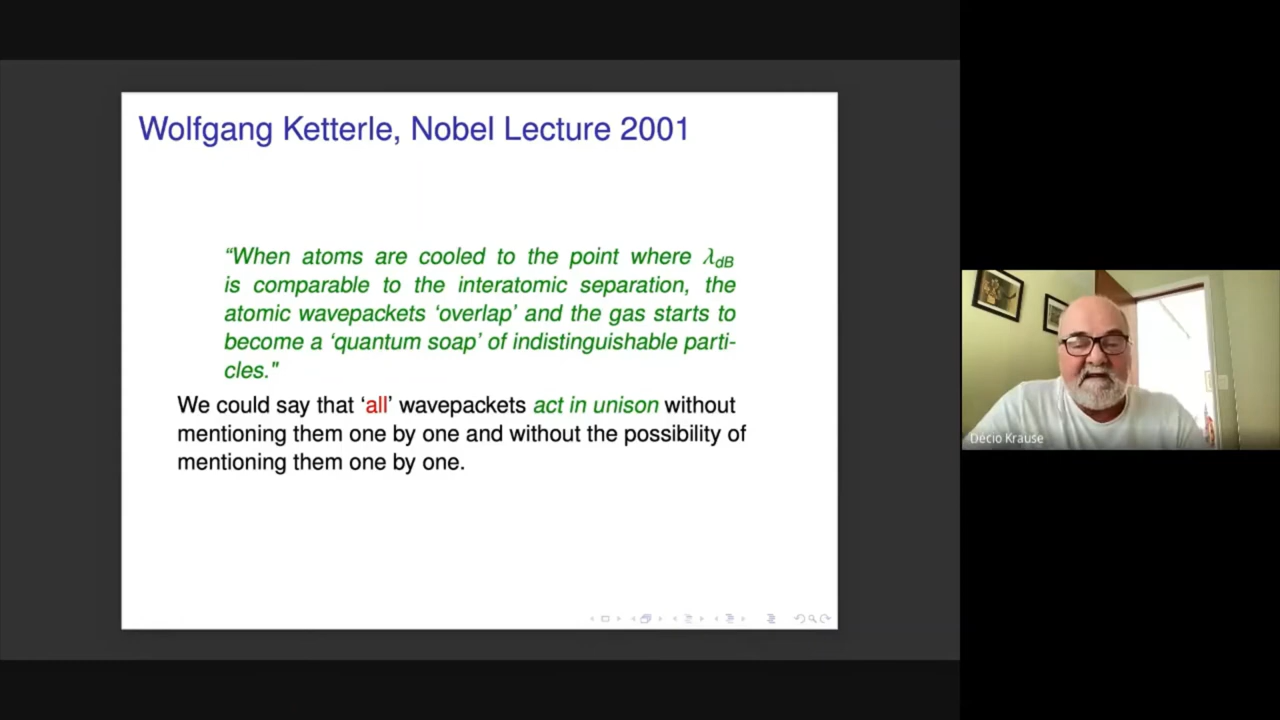 Wolfgang Ketterle, Nobel Lecture 2001
“When atoms are cooled to the point where λdB
is comparable to the interatomic separation, the
atomic wavepackets ‘overlap’ and the gas starts to
become a ‘quantum soap’ of indistinguishable parti-
cles."
We could say that ‘all’ wavepackets act in unison without
mentioning them one by one and without the possibility of
mentioning them one by one.
Décio Krause